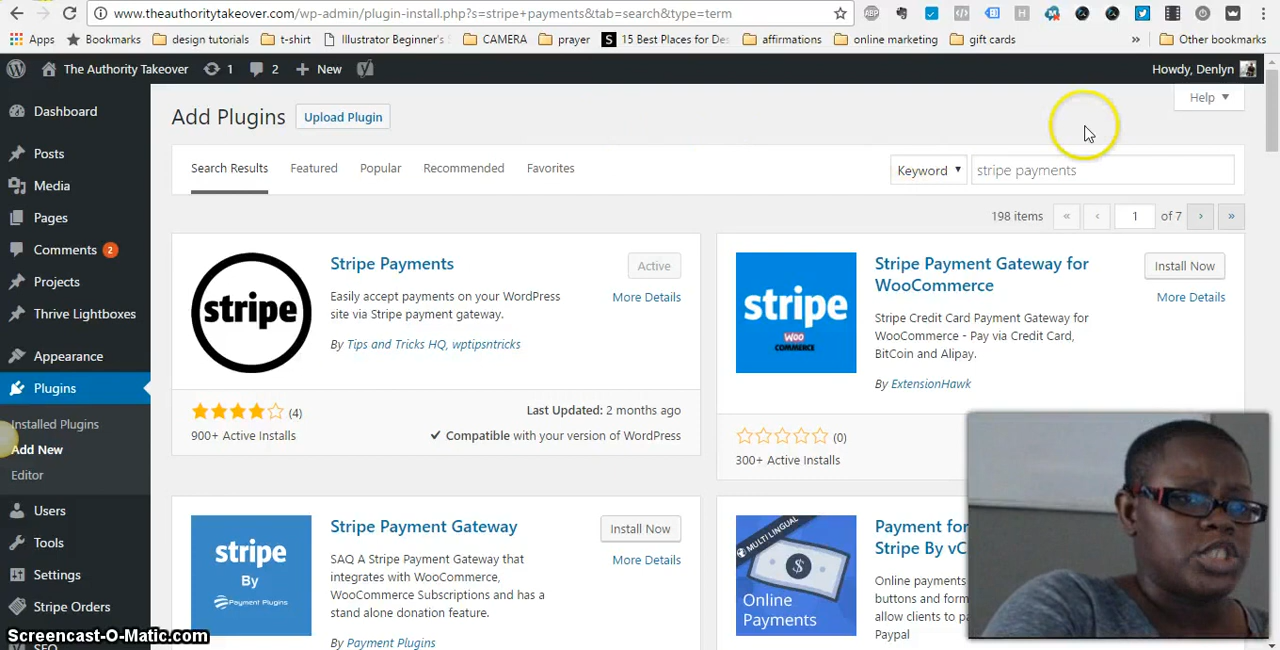 www.theauthoritytakeover.com/wp-admin/plugin-install.php?s=stripe+payments&tab=search&type=term
ABP
H
Apps Bookmarks design tutorials t-shirt Illustrator Beginner's CAMERA prayer S 15 Best Places for De affirmations online marketing gift cards » Other bookmarks
The Authority Takeover 1 2 + New Howdy, Denlyn
Dashboard
Posts
Media
Pages
Comments 2
Projects
Thrive Lightboxes
Appearance
Plugins
Installed Plugins
Add New
Editor
Users
Tools
Settings
Stripe Orders
SEO
Add Plugins Upload Plugin
Help ▼
Search Results Featured Popular Recommended Favorites
Keyword ▼ stripe payments
198 items « ‹ 1 of 7 › »
stripe
Stripe Payments
Active
More Details
Easily accept payments on your WordPress
site via Stripe payment gateway.
By Tips and Tricks HQ, wptipsntricks
(4)
900+ Active Installs
Last Updated: 2 months ago
✔ Compatible with your version of WordPress
stripe
WOO
COMMERCE
Stripe Payment Gateway for
WooCommerce
Install Now
More Details
Stripe Credit Card Payment Gateway for
WooCommerce - Pay via Credit Card,
BitCoin and Alipay.
By ExtensionHawk
(0)
300+ Active Installs
stripe
By
Payment Plugins
Stripe Payment Gateway
Install Now
More Details
SAQ A Stripe Payment Gateway that
integrates with WooCommerce,
WooCommerce Subscriptions and has a
stand alone donation feature.
By Payment Plugins
MULTI LINGUAL
$
Online
Payments
Payment for
Stripe By vC
Online payments
buttons and form
allow clients to pa
Paypal
Screencast-O-Matic.com